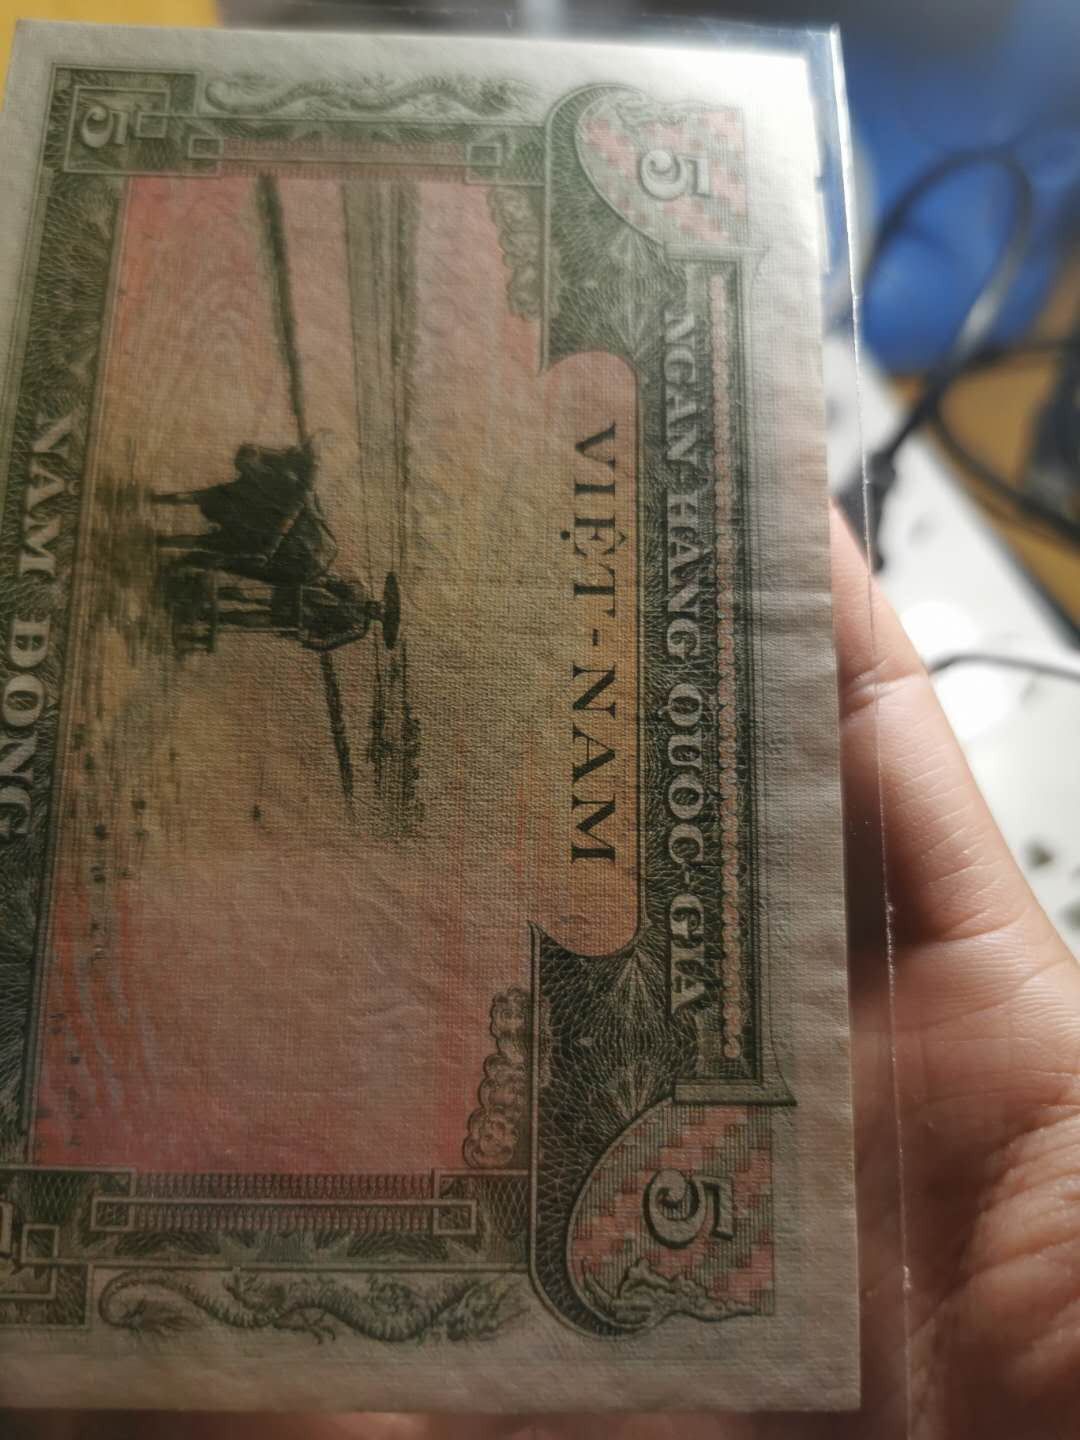 5 5
NGÂN-HÀNG QUỐC-GIA
VIỆT-NAM
5 NĂM ĐỒNG